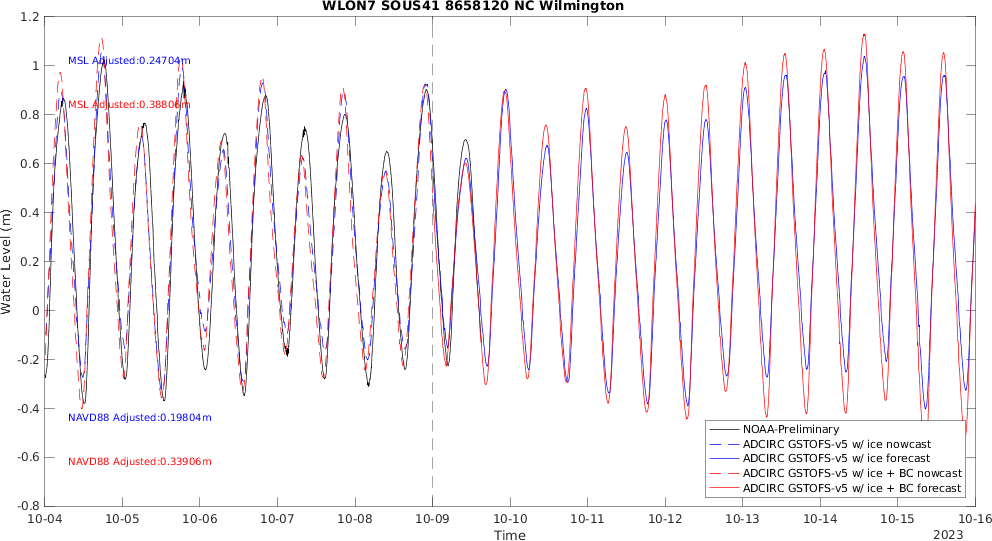 WLON7 SOUS41 8658120 NC Wilmington
1.2
1
0.8
0.6
0.4
0.2
0
-0.2
-0.4
-0.6
-0.8
Water Level (m)
MSL Adjusted:0.24704m
MSL Adjusted:0.38806m
NAVD88 Adjusted:0.19804m
NAVD88 Adjusted:0.33906m
NOAA-Preliminary
ADCIRC GSTOFS-v5 w/ ice nowcast
ADCIRC GSTOFS-v5 w/ ice forecast
ADCIRC GSTOFS-v5 w/ ice + BC nowcast
ADCIRC GSTOFS-v5 w/ ice + BC forecast
10-04 10-05 10-06 10-07 10-08 10-09 10-10 10-11 10-12 10-13 10-14 10-15 10-16
Time
2023